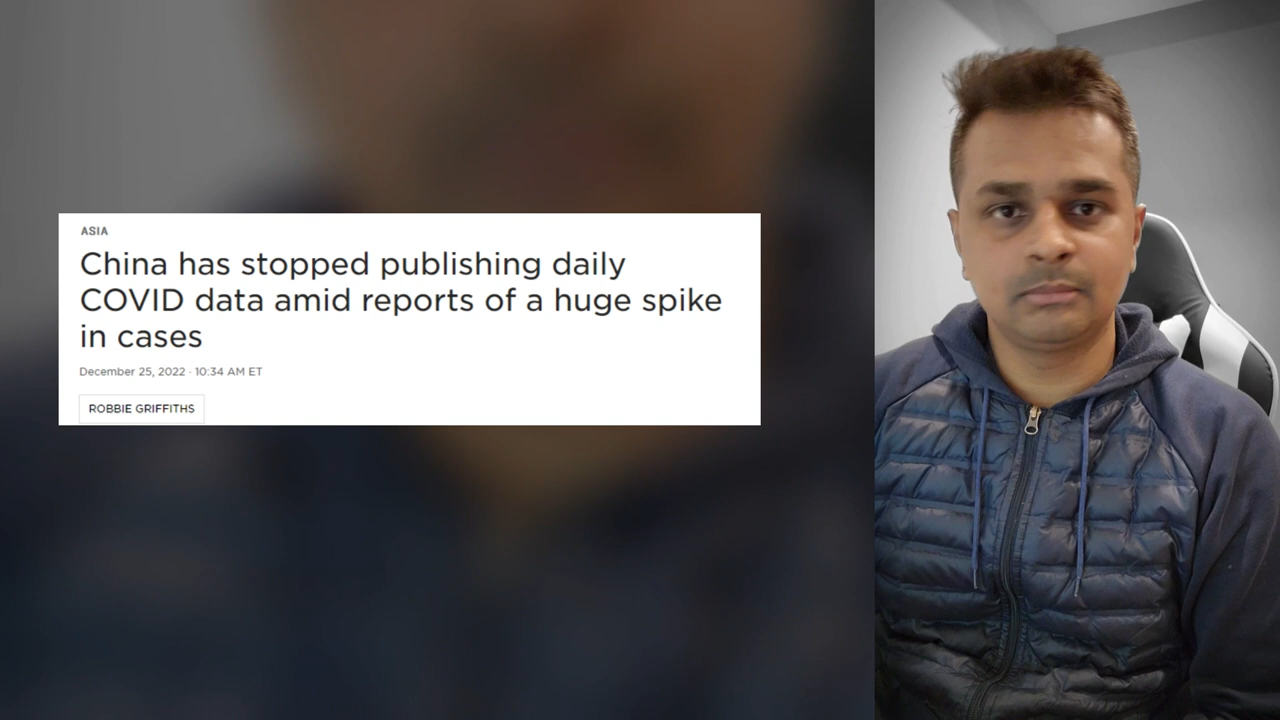 ASIA
China has stopped publishing daily
COVID data amid reports of a huge spike
in cases
December 25, 2022 · 10:34 AM ET
ROBBIE GRIFFITHS